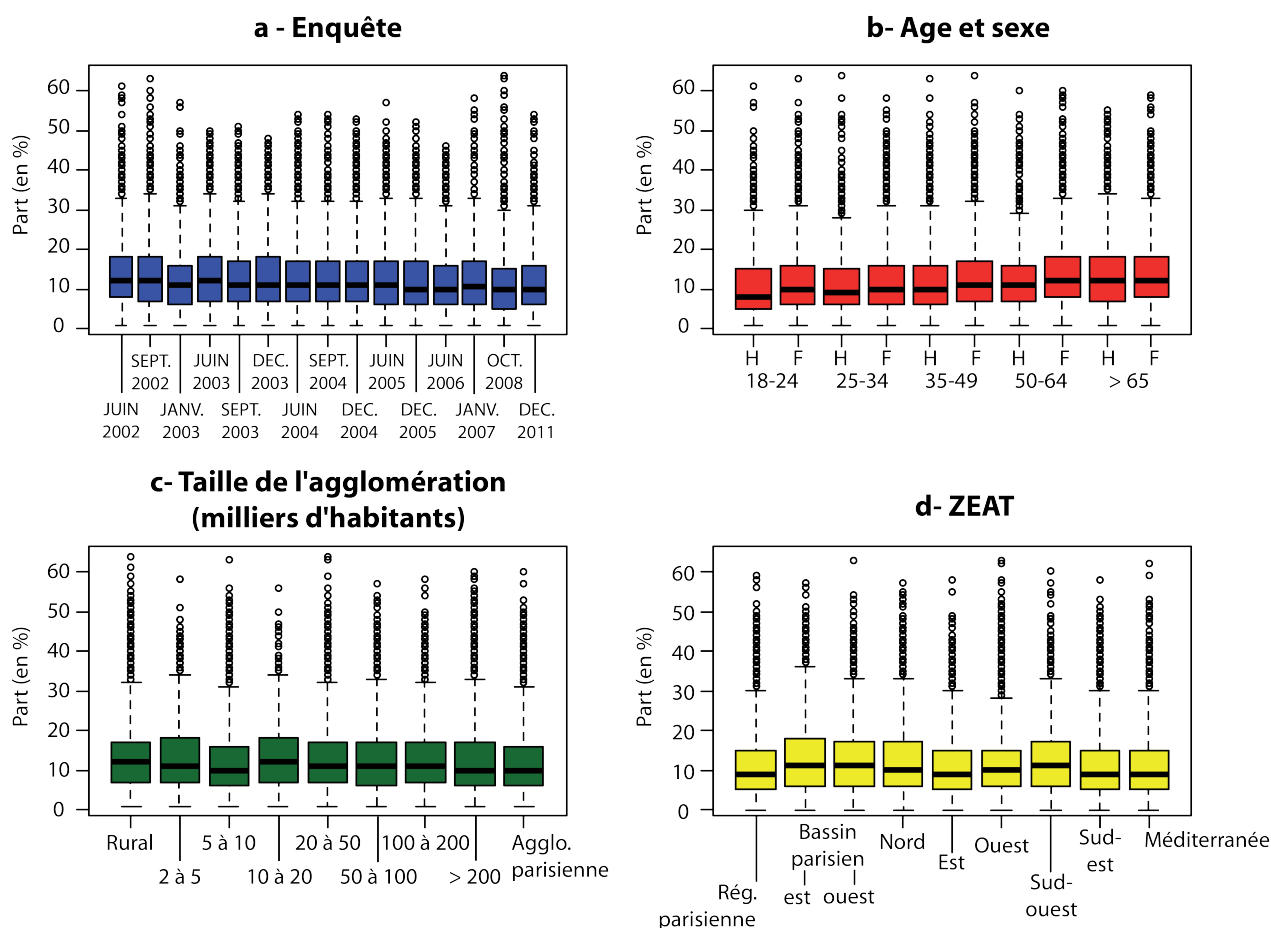 a - Enquête
Part (en %)
60
50
40
30
20
10
0
SEPT. JUIN DEC. SEPT. JUIN JUIN OCT.
2002 2003 2003 2004 2005 2006 2008
JUIN JANV. SEPT. JUIN DEC. DEC. JANV. DEC.
2002 2003 2003 2004 2004 2005 2007 2011
b- Age et sexe
Part (en %)
60
50
40
30
20
10
0
H F H F H F H F H F
18-24 25-34 35-49 50-64 > 65
c- Taille de l'agglomération
(milliers d'habitants)
Part (en %)
60
50
40
30
20
10
0
Rural 5 à 10 20 à 50 100 à 200 Agglo.
2 à 5 10 à 20 50 à 100 > 200 parisienne
d- ZEAT
Part (en %)
60
50
40
30
20
10
0
Bassin Nord Ouest Sud- Méditerranée
parisien Est est
Rég. est ouest Sud-
parisienne ouest